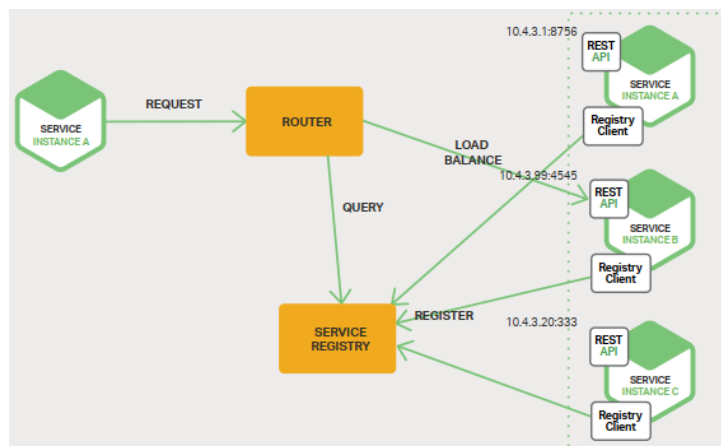 10.4.3.1:8756
REST
API
SERVICE
INSTANCE A
REQUEST
SERVICE
INSTANCE A
ROUTER
Registry
Client
LOAD
BALANCE
10.4.3.99:4545
REST
API
QUERY
SERVICE
INSTANCE B
Registry
Client
REGISTER
10.4.3.20:333
SERVICE
REGISTRY
REST
API
SERVICE
INSTANCE C
Registry
Client